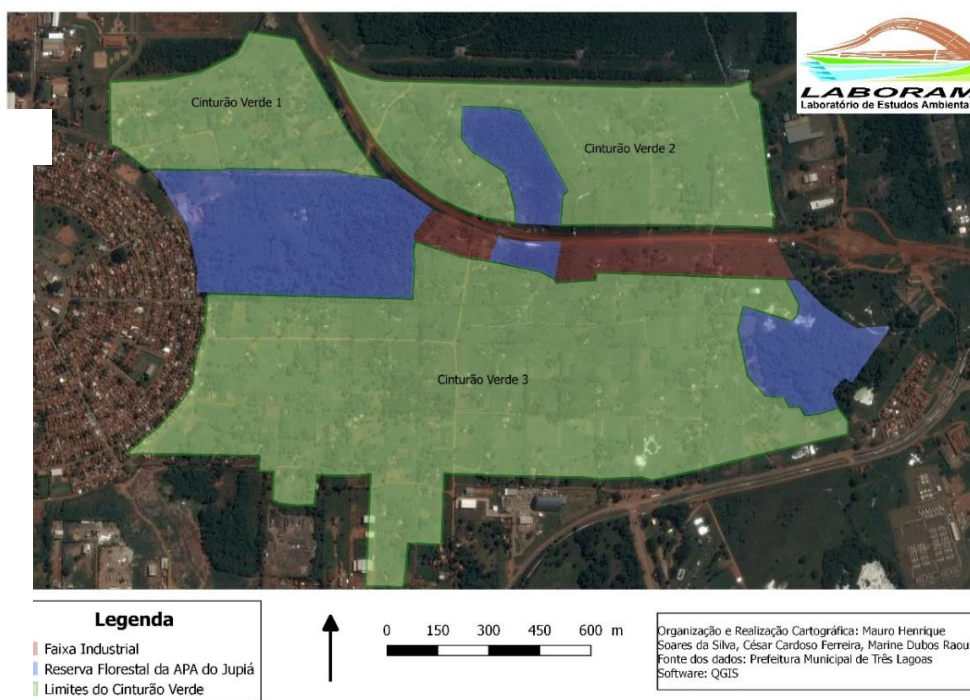 LABORAM
Laboratório de Estudos Ambienta
Cinturão Verde 1
Cinturão Verde 2
Cinturão Verde 3
Legenda
Faixa Industrial
Reserva Florestal da APA do Jupiá
Limites do Cinturão Verde
0 150 300 450 600 m
Organização e Realização Cartográfica: Mauro Henrique
Soares da Silva, César Cardoso Ferreira, Marine Dubos Raou
Fonte dos dados: Prefeitura Municipal de Três Lagoas
Software: QGIS